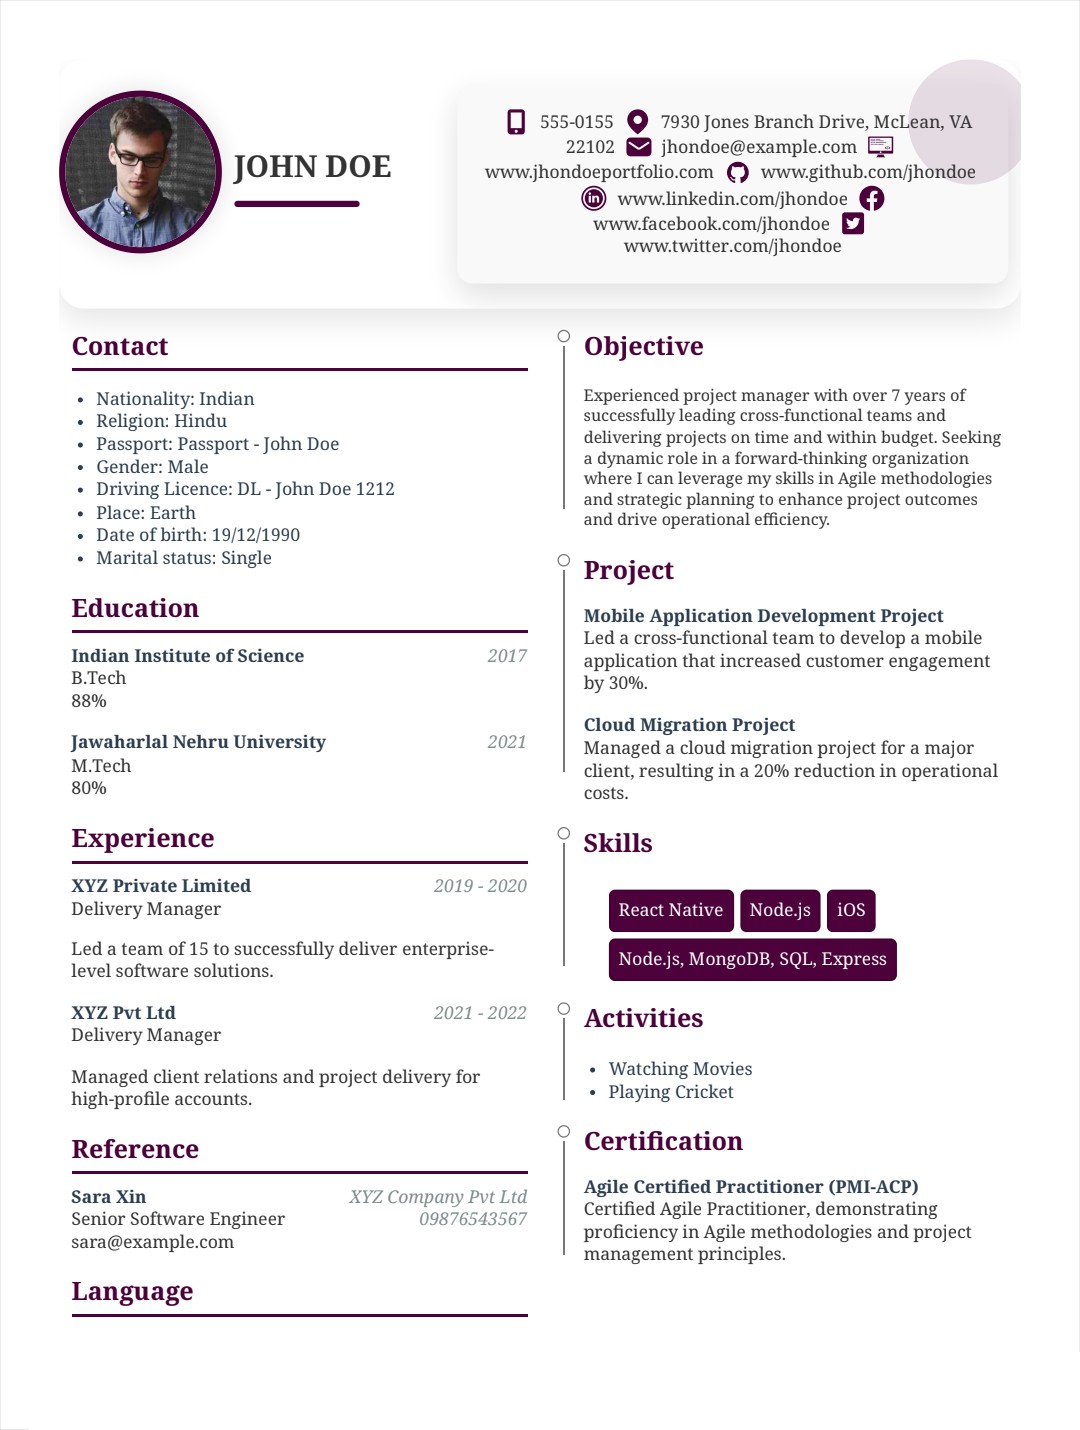 JOHN DOE
555-0155 7930 Jones Branch Drive, McLean, VA
22102 jhondoe@example.com
www.jhondoeportfolio.com www.github.com/jhondoe
www.linkedin.com/jhondoe
www.facebook.com/jhondoe
www.twitter.com/jhondoe
Contact
• Nationality: Indian
• Religion: Hindu
• Passport: Passport - John Doe
• Gender: Male
• Driving Licence: DL - John Doe 1212
• Place: Earth
• Date of birth: 19/12/1990
• Marital status: Single
Education
Indian Institute of Science 2017
B.Tech
88%
Jawaharlal Nehru University 2021
M.Tech
80%
Experience
XYZ Private Limited 2019 - 2020
Delivery Manager
Led a team of 15 to successfully deliver enterprise-
level software solutions.
XYZ Pvt Ltd 2021 - 2022
Delivery Manager
Managed client relations and project delivery for
high-profile accounts.
Reference
Sara Xin XYZ Company Pvt Ltd
Senior Software Engineer 09876543567
sara@example.com
Language
Objective
Experienced project manager with over 7 years of
successfully leading cross-functional teams and
delivering projects on time and within budget. Seeking
a dynamic role in a forward-thinking organization
where I can leverage my skills in Agile methodologies
and strategic planning to enhance project outcomes
and drive operational efficiency.
Project
Mobile Application Development Project
Led a cross-functional team to develop a mobile
application that increased customer engagement
by 30%.
Cloud Migration Project
Managed a cloud migration project for a major
client, resulting in a 20% reduction in operational
costs.
Skills
React Native Node.js iOS
Node.js, MongoDB, SQL, Express
Activities
• Watching Movies
• Playing Cricket
Certification
Agile Certified Practitioner (PMI-ACP)
Certified Agile Practitioner, demonstrating
proficiency in Agile methodologies and project
management principles.